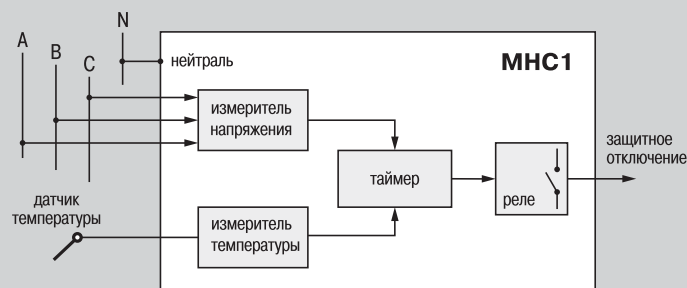 N
A
B
C
нейтраль
МНС1
измеритель
напряжения
защитное
отключение
таймер
реле
датчик
температуры
измеритель
температуры